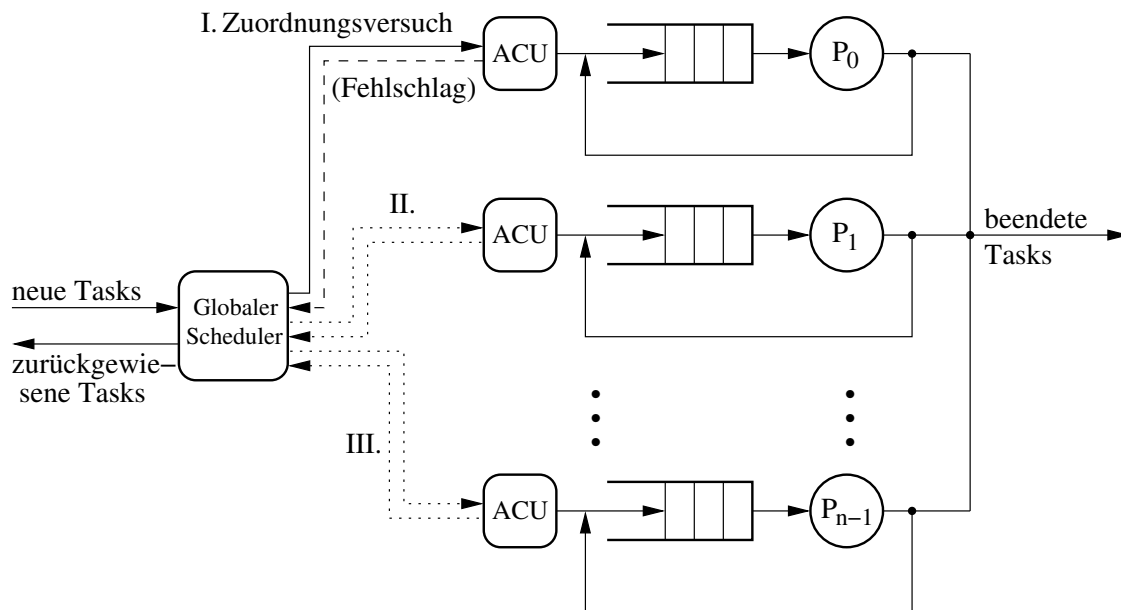 I. Zuordnungsversuch
ACU
P0
(Fehlschlag)
II.
ACU
P1
beendete
Tasks
neue Tasks
Globaler
Scheduler
zurückgewie–
sene Tasks
III.
ACU
Pn−1